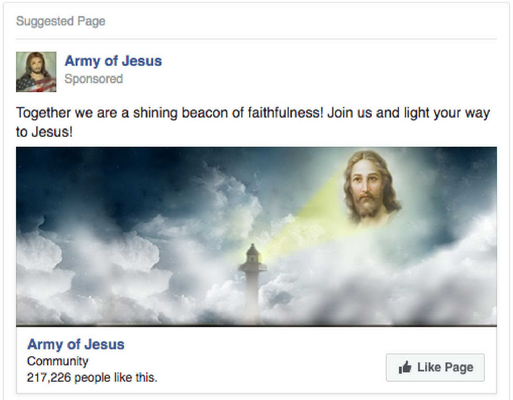 Suggested Page
Army of Jesus
Sponsored
Together we are a shining beacon of faithfulness! Join us and light your way
to Jesus!
Army of Jesus
Community
217,226 people like this.
Like Page